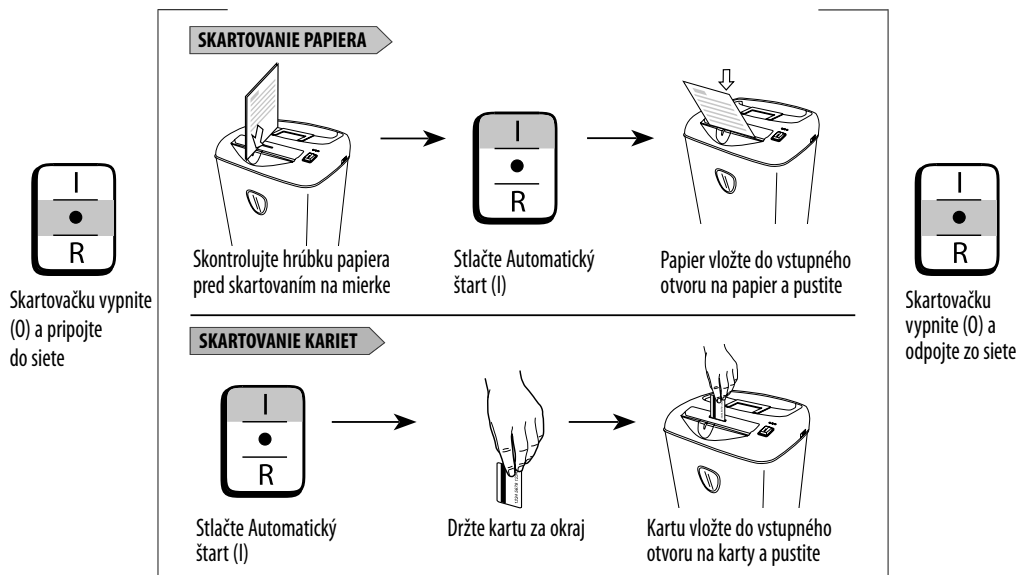 I
●
R
Skartovačku vypnite
(0) a pripojte
do siete
SKARTOVANIE PAPIERA
Skontrolujte hrúbku papiera
pred skartovaním na mierke
I
●
R
Stlačte Automatický
štart (I)
Papier vložte do vstupného
otvoru na papier a pustite
SKARTOVANIE KARIET
I
●
R
Stlačte Automatický
štart (I)
Držte kartu za okraj
Kartu vložte do vstupného
otvoru na karty a pustite
I
●
R
Skartovačku
vypnite (0) a
odpojte zo siete